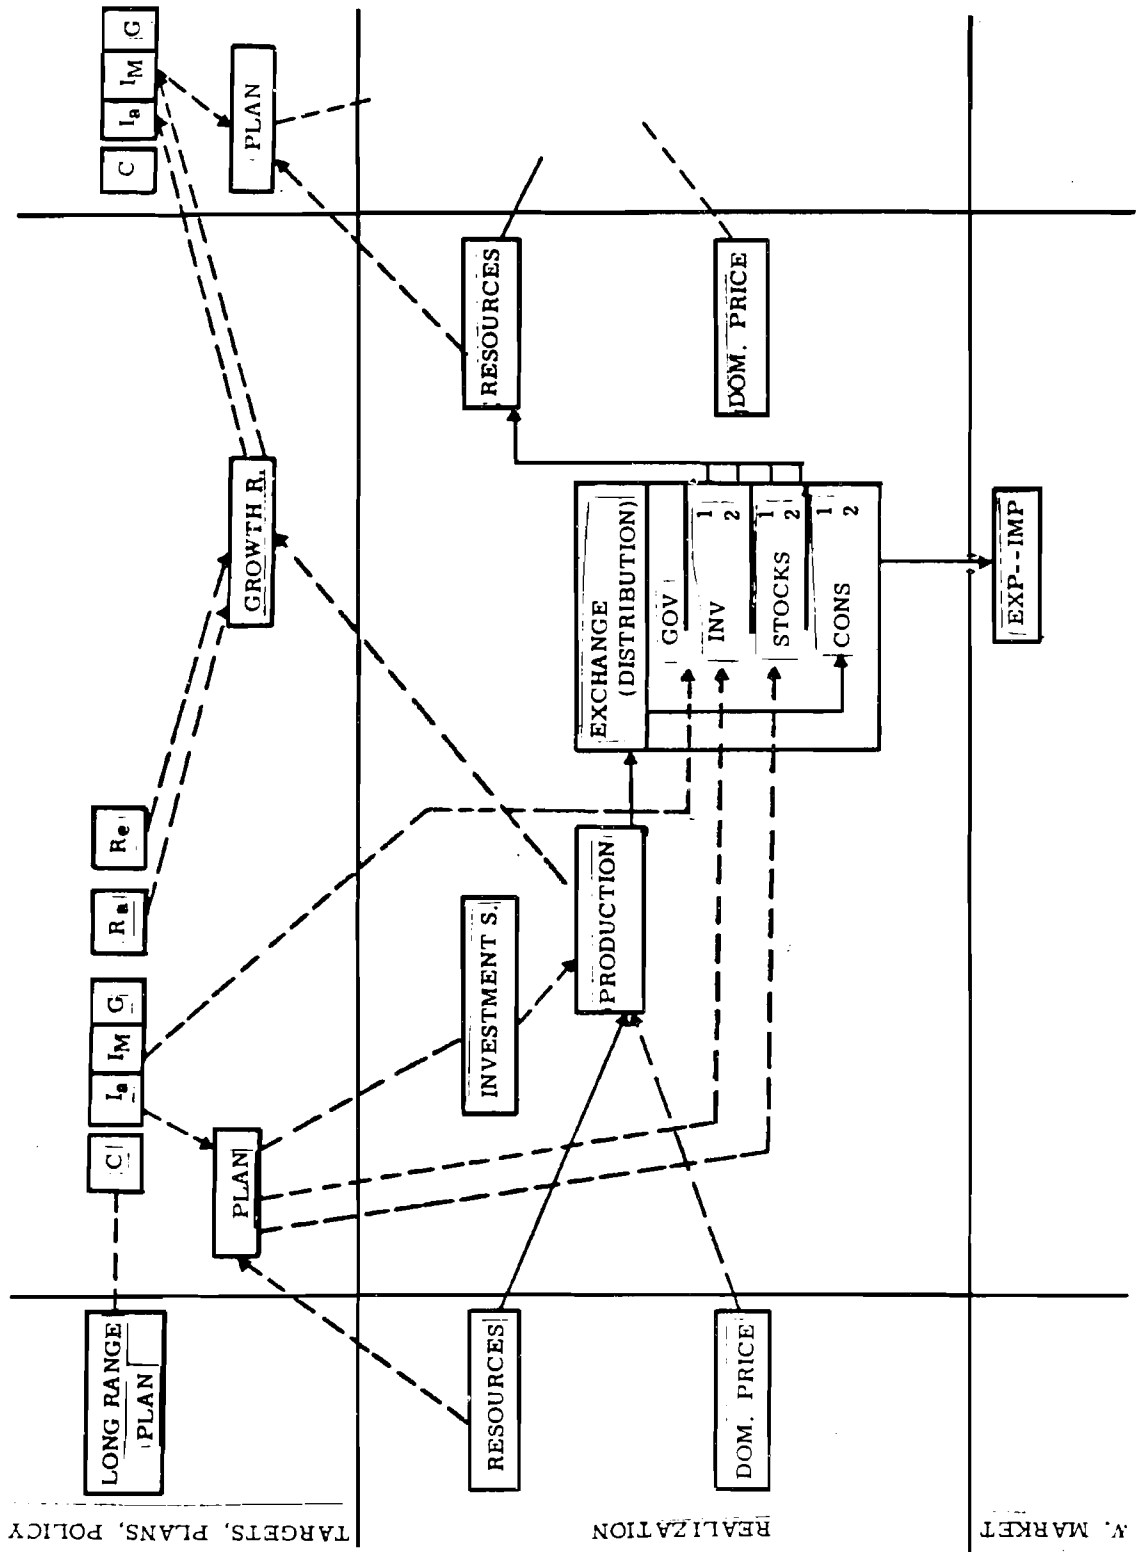 LONG RANGE
PLAN
C
Ia
IM
G
Ra
Re
C
Ia
IM
G
PLAN
GROWTH R.
PLAN
TARGETS, PLANS, POLICY
RESOURCES
INVESTMENT S.
RESOURCES
PRODUCTION
EXCHANGE
(DISTRIBUTION)
GOV
INV
1
2
STOCKS
1
2
CONS
1
2
DOM. PRICE
DOM. PRICE
REALIZATION
EXP--IMP
W. MARKET